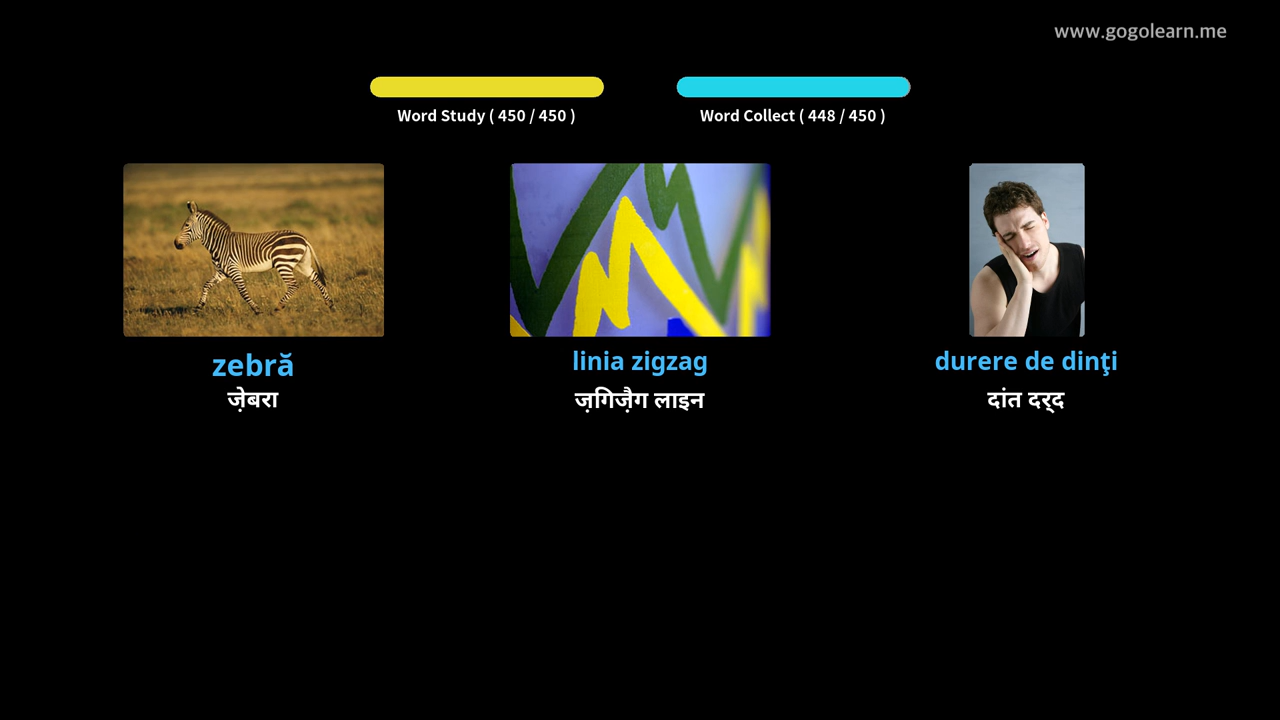 www.gogolearn.me
Word Study ( 450 / 450 )
Word Collect ( 448 / 450 )
zebră
linia zigzag
durere de dinţi
ज़ेबरा
ज़गिज़ैग लाइन
दांत दर्द